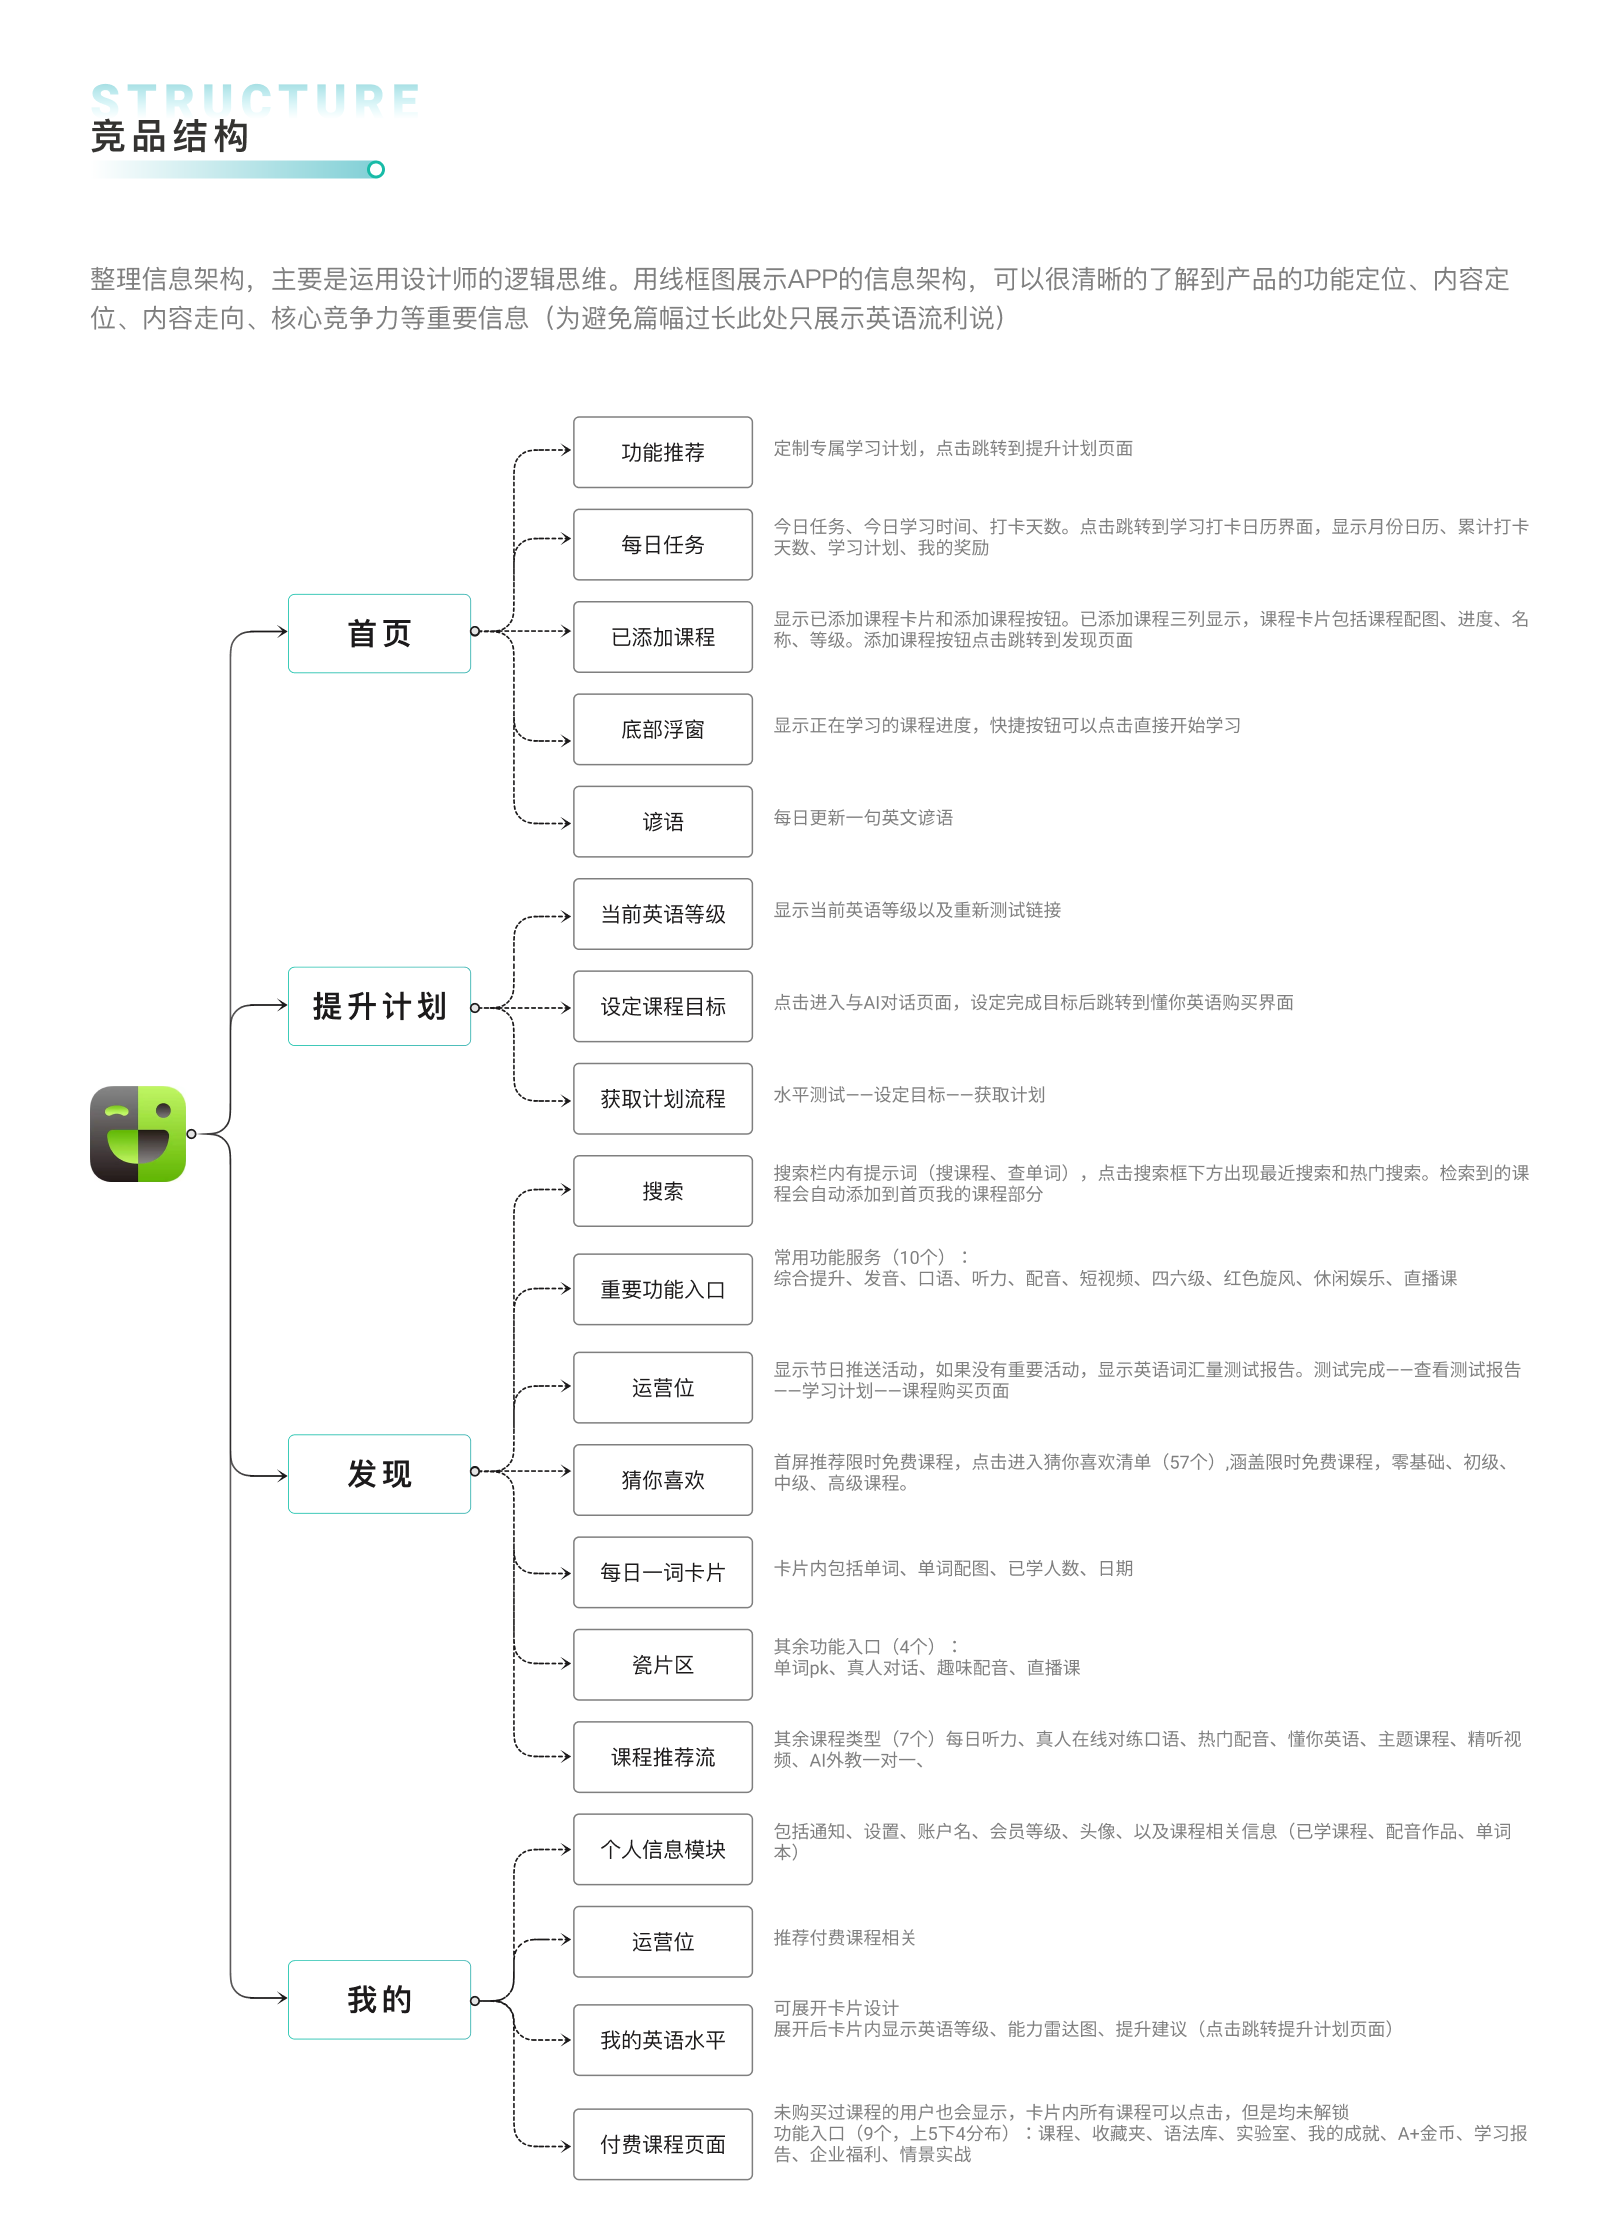 STRUCTURE
竞品结构
整理信息架构，主要是运用设计师的逻辑思维。用线框图展示APP的信息架构，可以很清晰的了解到产品的功能定位、内容定
位、内容走向、核心竞争力等重要信息（为避免篇幅过长此处只展示英语流利说）
功能推荐
定制专属学习计划，点击跳转到提升计划页面
每日任务
今日任务、今日学习时间、打卡天数。点击跳转到学习打卡日历界面，显示月份日历、累计打卡
天数、学习计划、我的奖励
首页
已添加课程
显示已添加课程卡片和添加课程按钮。已添加课程三列显示，课程卡片包括课程配图、进度、名
称、等级。添加课程按钮点击跳转到发现页面
底部浮窗
显示正在学习的课程进度，快捷按钮可以点击直接开始学习
谚语
每日更新一句英文谚语
当前英语等级
显示当前英语等级以及重新测试链接
提升计划
设定课程目标
点击进入与AI对话页面，设定完成目标后跳转到懂你英语购买界面
获取计划流程
水平测试——设定目标——获取计划
搜索
搜索栏内有提示词（搜课程、查单词），点击搜索框下方出现最近搜索和热门搜索。检索到的课
程会自动添加到首页我的课程部分
重要功能入口
常用功能服务（10个）：
综合提升、发音、口语、听力、配音、短视频、四六级、红色旋风、休闲娱乐、直播课
运营位
显示节日推送活动，如果没有重要活动，显示英语词汇量测试报告。测试完成——查看测试报告
——学习计划——课程购买页面
发现
猜你喜欢
首屏推荐限时免费课程，点击进入猜你喜欢清单（57个）,涵盖限时免费课程，零基础、初级、
中级、高级课程。
每日一词卡片
卡片内包括单词、单词配图、已学人数、日期
瓷片区
其余功能入口（4个）：
单词pk、真人对话、趣味配音、直播课
课程推荐流
其余课程类型（7个）每日听力、真人在线对练口语、热门配音、懂你英语、主题课程、精听视
频、AI外教一对一、
个人信息模块
包括通知、设置、账户名、会员等级、头像、以及课程相关信息（已学课程、配音作品、单词
本）
运营位
推荐付费课程相关
我的
我的英语水平
可展开卡片设计
展开后卡片内显示英语等级、能力雷达图、提升建议（点击跳转提升计划页面）
付费课程页面
未购买过课程的用户也会显示，卡片内所有课程可以点击，但是均未解锁
功能入口（9个，上5下4分布）：课程、收藏夹、语法库、实验室、我的成就、A+金币、学习报
告、企业福利、情景实战